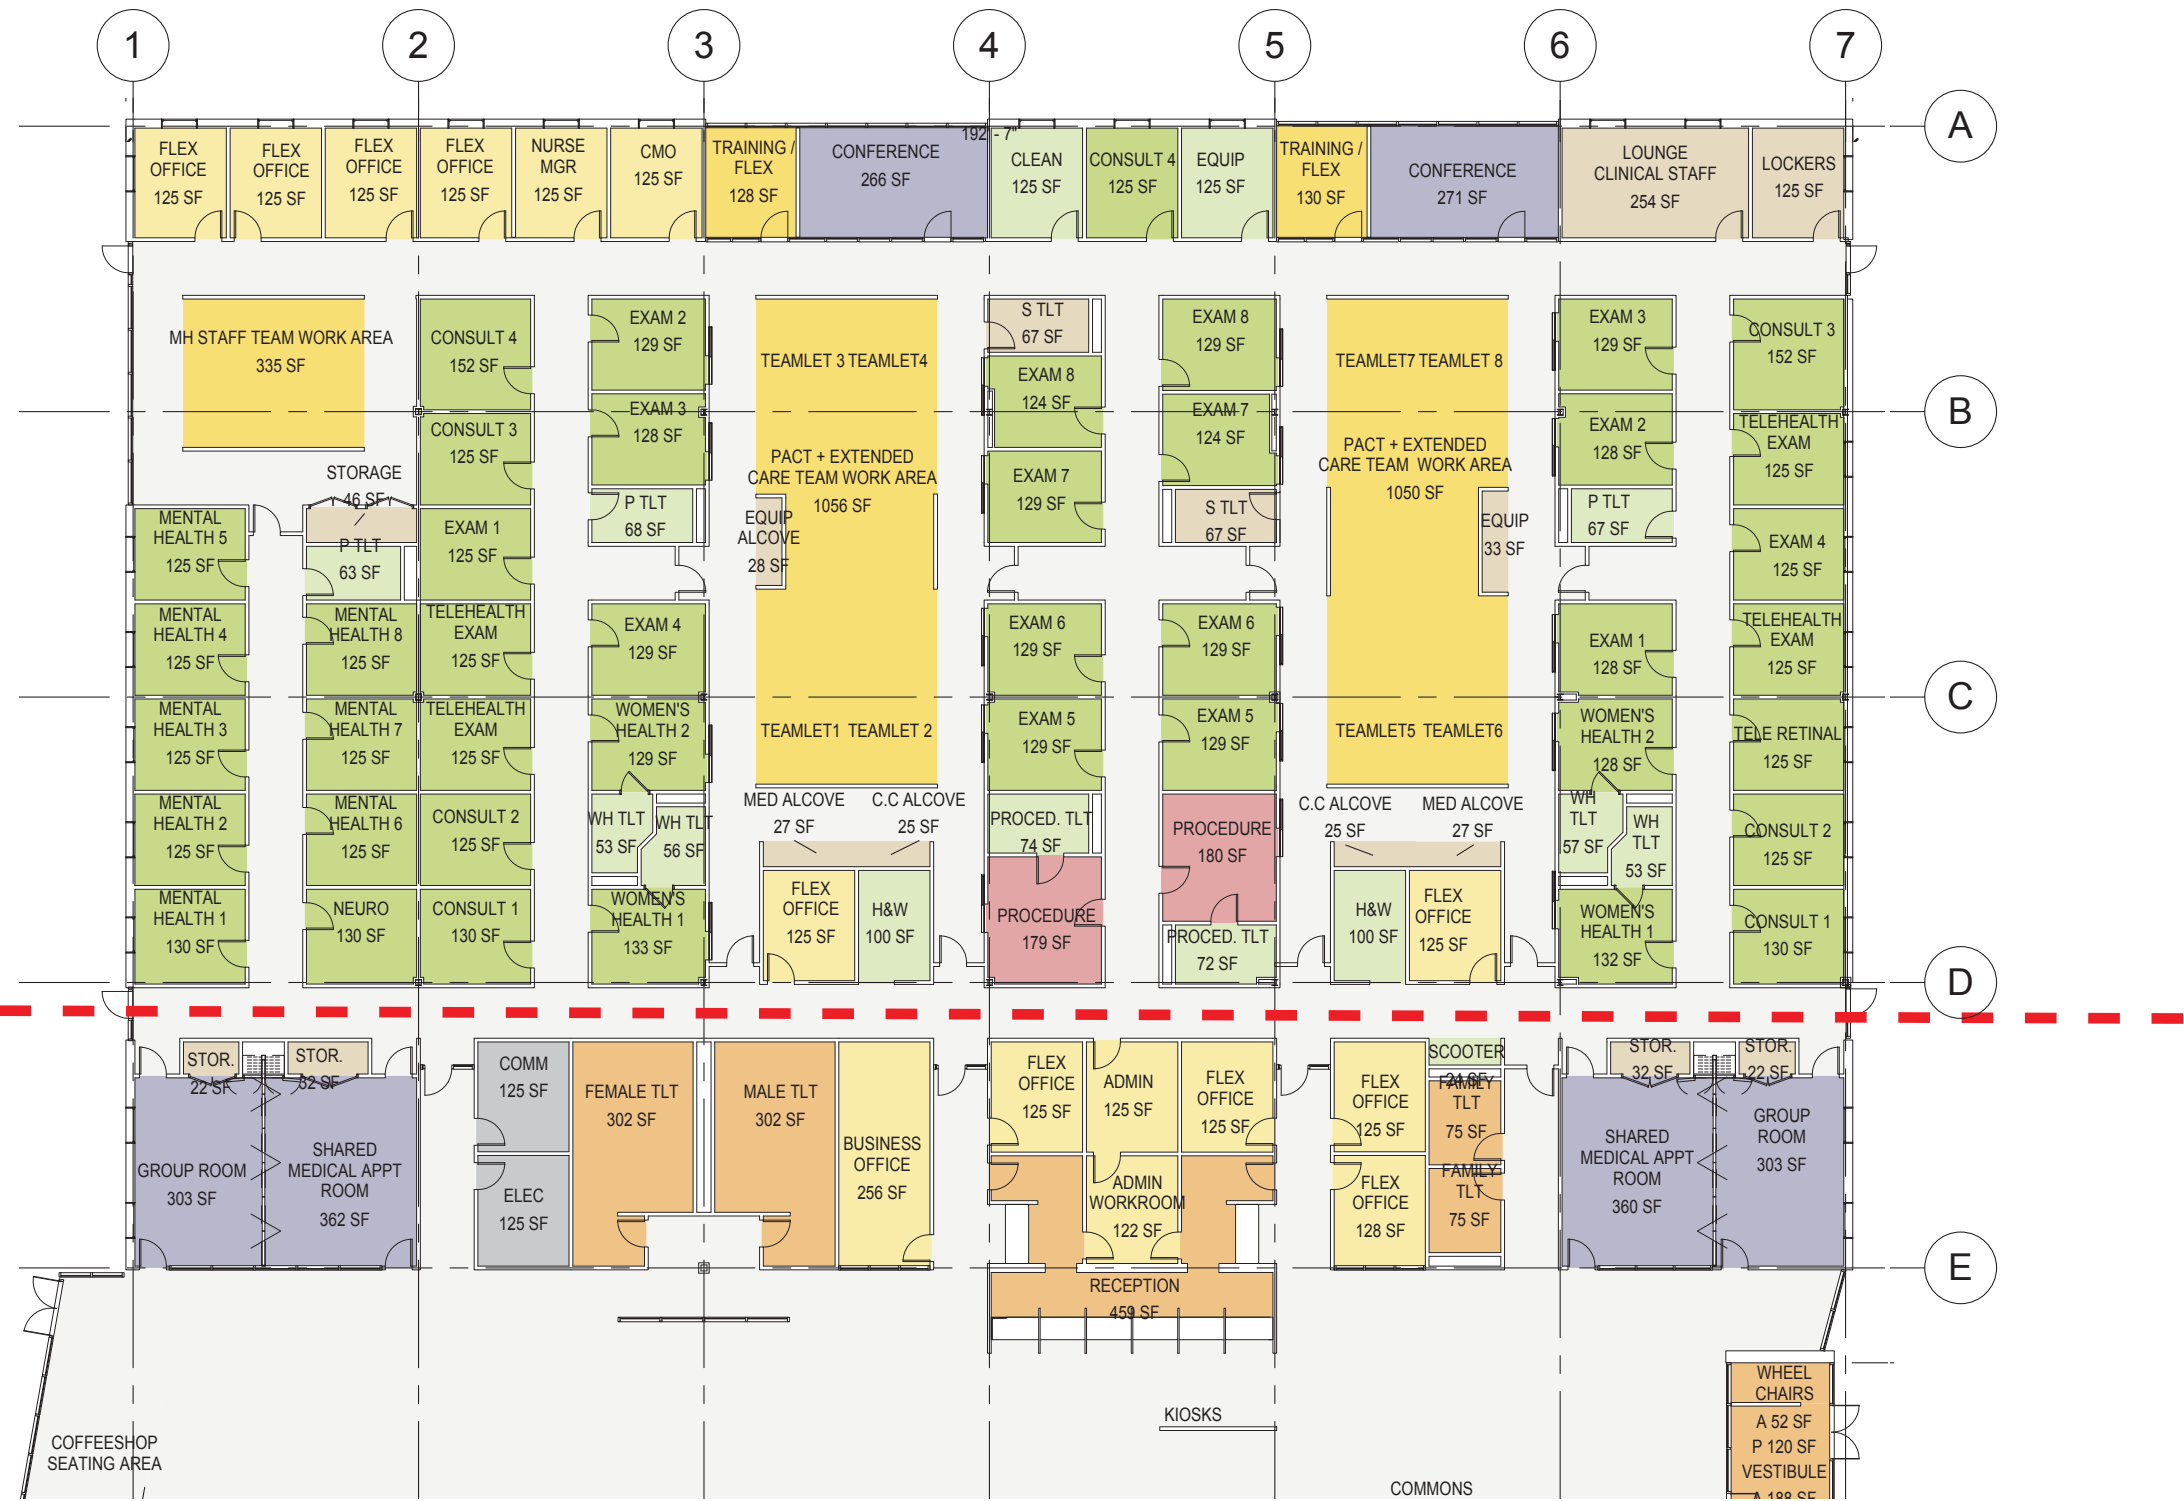 1 2 3 4 5 6 7
A
192' - 7"
FLEX
OFFICE
125 SF
FLEX
OFFICE
125 SF
FLEX
OFFICE
125 SF
FLEX
OFFICE
125 SF
NURSE
MGR
125 SF
CMO
125 SF
TRAINING /
FLEX
128 SF
CONFERENCE
266 SF
CLEAN
125 SF
CONSULT 4
125 SF
EQUIP
125 SF
TRAINING /
FLEX
130 SF
CONFERENCE
271 SF
LOUNGE
CLINICAL STAFF
254 SF
LOCKERS
125 SF
MH STAFF TEAM WORK AREA
335 SF
CONSULT 4
152 SF
EXAM 2
129 SF
TEAMLET 3 TEAMLET4
S TLT
67 SF
EXAM 8
124 SF
EXAM 8
129 SF
TEAMLET7 TEAMLET 8
EXAM 3
129 SF
CONSULT 3
152 SF
B
CONSULT 3
125 SF
EXAM 3
128 SF
EXAM 7
124 SF
EXAM 2
128 SF
TELEHEALTH
EXAM
125 SF
STORAGE
46 SF
PACT + EXTENDED
CARE TEAM WORK AREA
1056 SF
EXAM 7
129 SF
PACT + EXTENDED
CARE TEAM WORK AREA
1050 SF
MENTAL
HEALTH 5
125 SF
P TLT
63 SF
EXAM 1
125 SF
P TLT
68 SF
EQUIP
ALCOVE
28 SF
S TLT
67 SF
EQUIP
33 SF
P TLT
67 SF
EXAM 4
125 SF
MENTAL
HEALTH 4
125 SF
MENTAL
HEALTH 8
125 SF
TELEHEALTH
EXAM
125 SF
EXAM 4
129 SF
EXAM 6
129 SF
EXAM 6
129 SF
EXAM 1
128 SF
TELEHEALTH
EXAM
125 SF
C
MENTAL
HEALTH 3
125 SF
MENTAL
HEALTH 7
125 SF
TELEHEALTH
EXAM
125 SF
WOMEN'S
HEALTH 2
129 SF
TEAMLET1 TEAMLET 2
EXAM 5
129 SF
EXAM 5
129 SF
TEAMLET5 TEAMLET6
WOMEN'S
HEALTH 2
128 SF
TELE RETINAL
125 SF
MENTAL
HEALTH 2
125 SF
MENTAL
HEALTH 6
125 SF
CONSULT 2
125 SF
WH TLT
53 SF
WH TLT
56 SF
MED ALCOVE
27 SF
C.C ALCOVE
25 SF
PROCED. TLT
74 SF
PROCEDURE
180 SF
C.C ALCOVE
25 SF
MED ALCOVE
27 SF
WH
TLT
57 SF
WH
TLT
53 SF
CONSULT 2
125 SF
MENTAL
HEALTH 1
130 SF
NEURO
130 SF
CONSULT 1
130 SF
WOMEN'S
HEALTH 1
133 SF
FLEX
OFFICE
125 SF
H&W
100 SF
PROCEDURE
179 SF
PROCED. TLT
72 SF
H&W
100 SF
FLEX
OFFICE
125 SF
WOMEN'S
HEALTH 1
132 SF
CONSULT 1
130 SF
D
STOR.
22 SF
STOR.
32 SF
COMM
125 SF
FEMALE TLT
302 SF
MALE TLT
302 SF
FLEX
OFFICE
125 SF
ADMIN
125 SF
FLEX
OFFICE
125 SF
FLEX
OFFICE
125 SF
SCOOTER
24 SF
FAMILY
TLT
75 SF
STOR.
32 SF
STOR.
22 SF
GROUP ROOM
303 SF
SHARED
MEDICAL APPT
ROOM
362 SF
ELEC
125 SF
BUSINESS
OFFICE
256 SF
ADMIN
WORKROOM
122 SF
FLEX
OFFICE
128 SF
FAMILY
TLT
75 SF
SHARED
MEDICAL APPT
ROOM
360 SF
GROUP
ROOM
303 SF
E
RECEPTION
459 SF
WHEEL
CHAIRS
A 52 SF
P 120 SF
VESTIBULE
A 188 SF
KIOSKS
COFFEESHOP
SEATING AREA
COMMONS